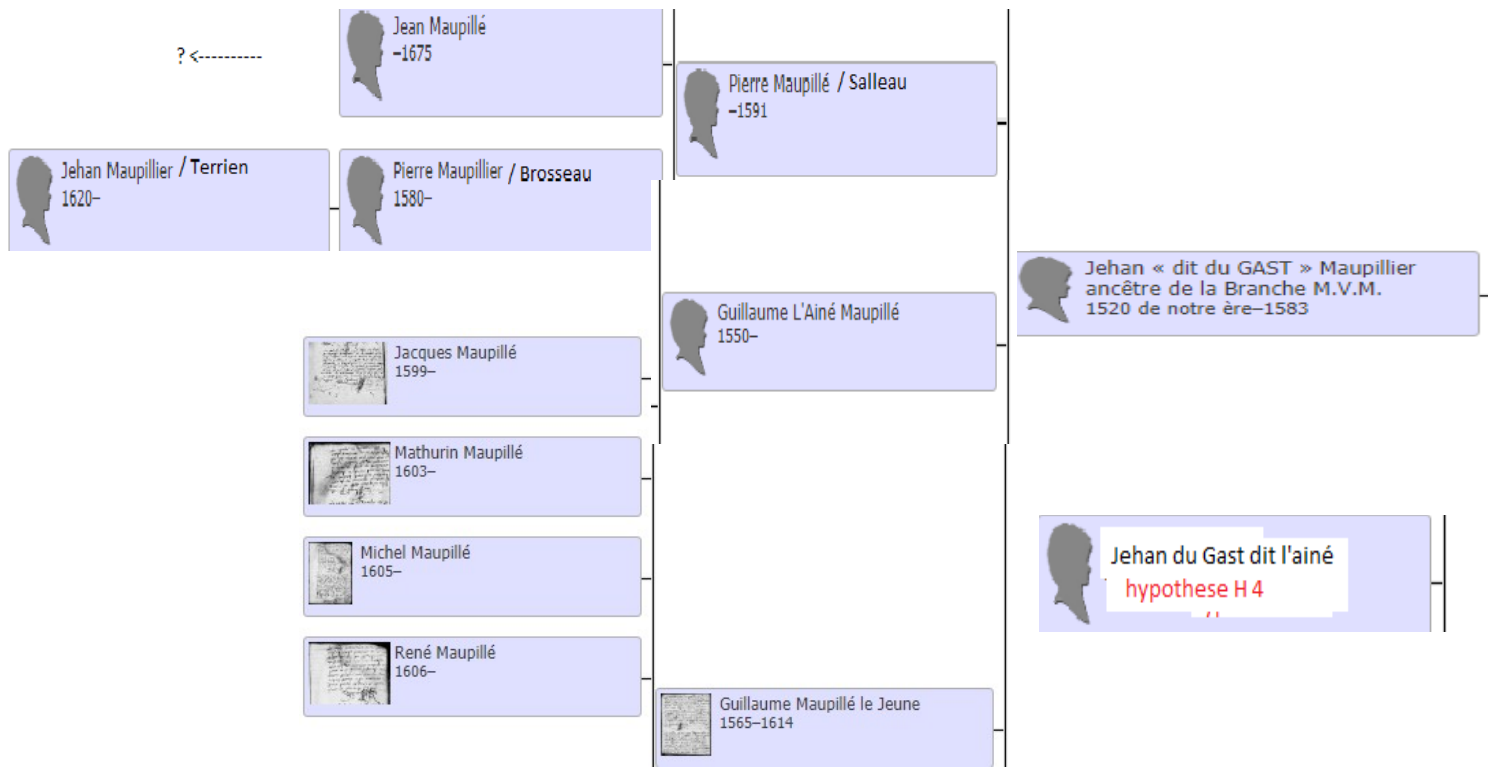 Jean Maupillé
–1675
? <----------
Pierre Maupillé / Salleau
–1591
Jehan Maupillier / Terrien
1620–
Pierre Maupillier / Brosseau
1580–
Jehan « dit du GAST » Maupillier
ancêtre de la Branche M.V.M.
1520 de notre ère–1583
Guillaume L'Ainé Maupillé
1550–
Jacques Maupillé
1599–
Mathurin Maupillé
1603–
Michel Maupillé
1605–
Jehan du Gast dit l'ainé
hypothese H 4
René Maupillé
1606–
Guillaume Maupillé le Jeune
1565–1614